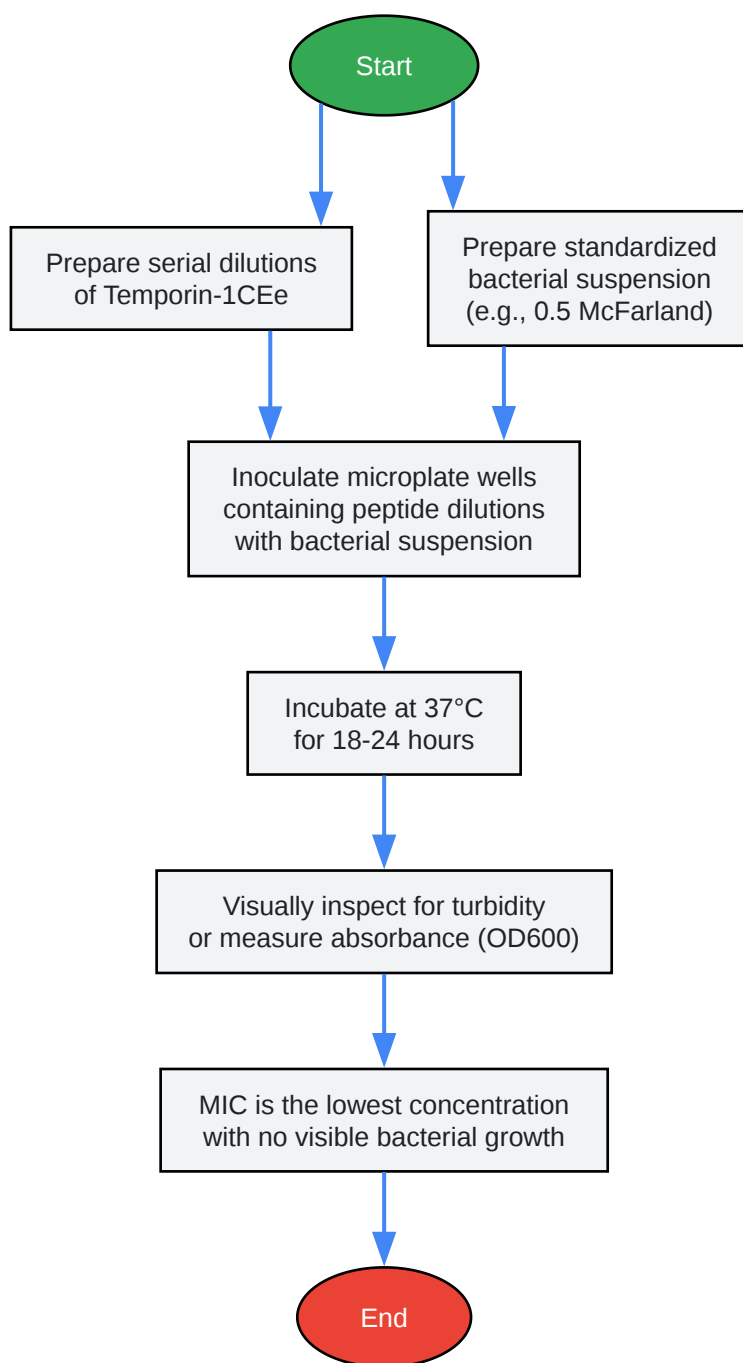 Start
Prepare serial dilutions
of Temporin-1CEe
Prepare standardized
bacterial suspension
(e.g., 0.5 McFarland)
Inoculate microplate wells
containing peptide dilutions
with bacterial suspension
Incubate at 37°C
for 18-24 hours
Visually inspect for turbidity
or measure absorbance (OD600)
MIC is the lowest concentration
with no visible bacterial growth
End